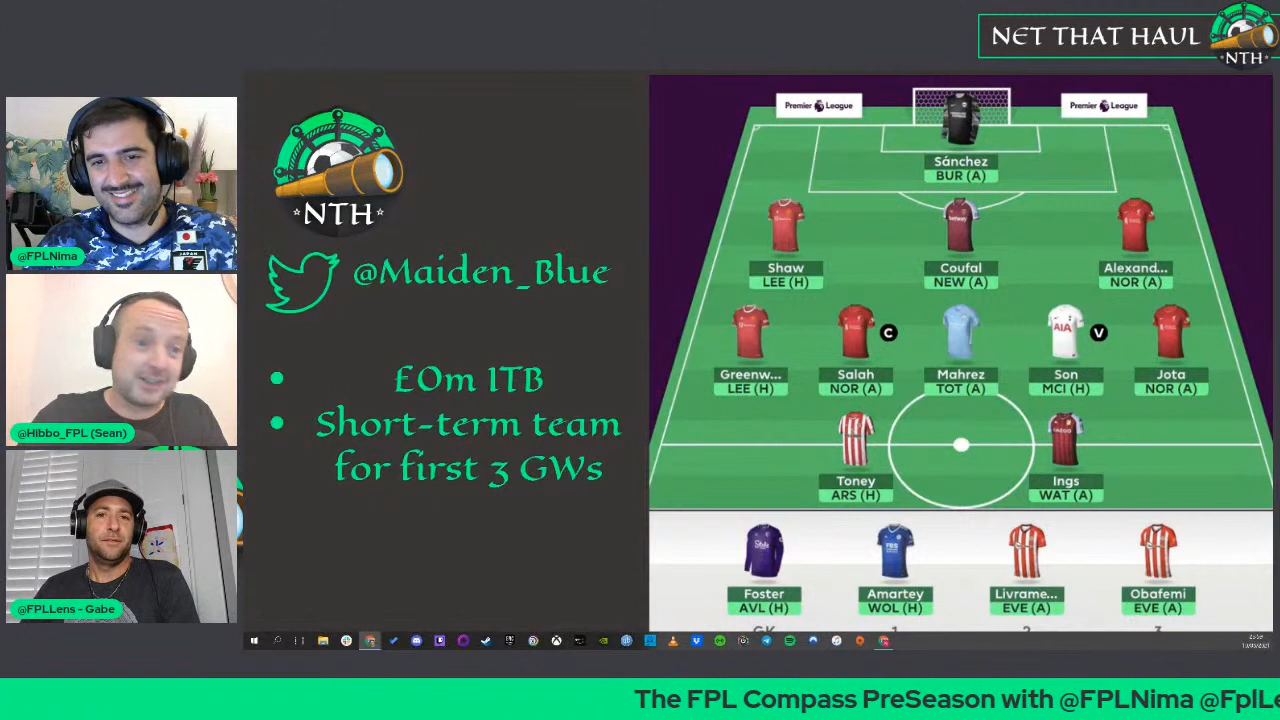 NET THAT HAUL
NTH
@FPLNima
JAPAN
@Hibbo_FPL (Sean)
@FPLLens - Gabe
NTH
@Maiden_Blue
£0m ITB
Short-term team
for first 3 GWs
Premier League
Premier League
Sánchez
BUR (A)
Shaw
LEE (H)
Coufal
NEW (A)
Alexand...
NOR (A)
Greenw...
LEE (H)
Salah
NOR (A)
C
Mahrez
TOT (A)
AIA
Son
MCI (H)
V
Jota
NOR (A)
Toney
ARS (H)
Ings
WAT (A)
Foster
AVL (H)
Amartey
WOL (H)
Livrame...
EVE (A)
Obafemi
EVE (A)
The FPL Compass PreSeason with @FPLNima @FplLe